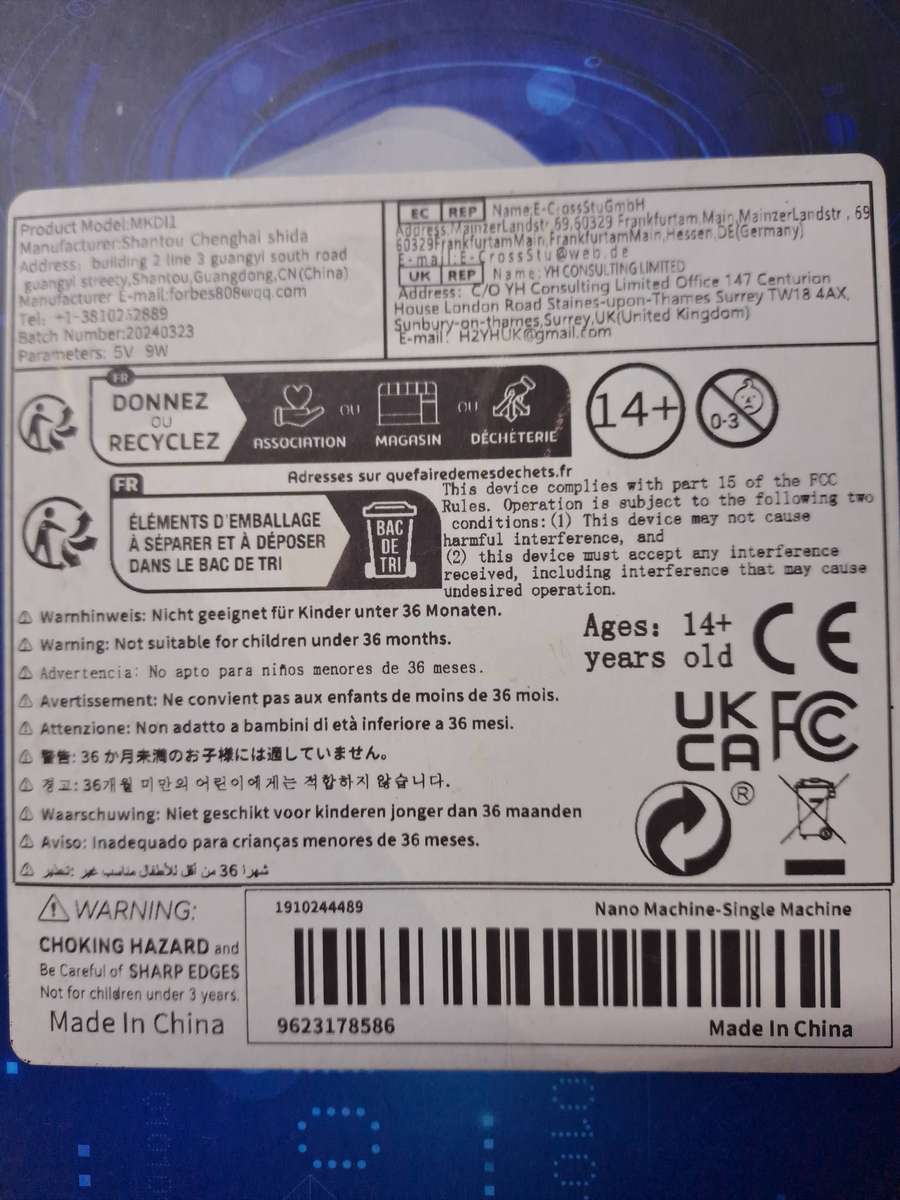 Product Model:MKDI1
Manufacturer:Shantou Chenghai shida
Address: building 2 line 3 guangyi south road
guangyi streety,Shantou,Guangdong,CN(China)
Manufacturer E-mail:forbes808wqq.com
Tel: +1-3810252889
Batch Number:20240323
Parameters: 5V 9W
EC REP Name:E-CrossStuGmbH
Address:MainzerLandstr. 69,60329 Frankfurtam,Main,MainzerLandstr , 69
60329FrankfurtamMain,FrankfurtamMain,Hessen,DE(Germany)
E-mail:E-CrossStu@web.de
UK REP Name:YH CONSULTING LIMITED
Address: C/O YH Consulting Limited Office 147 Centurion
House London Road Staines-upon-Thames Surrey TW18 4AX,
Sunbury-on-thames,Surrey,UK(United Kingdom)
E-mail: H2YHUK@gmail.com
FR
DONNEZ
OU
RECYCLEZ
ASSOCIATION OU MAGASIN OU DÉCHÈTERIE
14+
0-3
Adresses sur quefairedemesdechets.fr
FR
ÉLÉMENTS D'EMBALLAGE
À SÉPARER ET À DÉPOSER
DANS LE BAC DE TRI
BAC
DE
TRI
This device complies with part 15 of the FCC
Rules. Operation is subject to the following two
conditions:(1) This device may not cause
harmful interference, and
(2) this device must accept any interference
received, including interference that may cause
undesired operation.
Warnhinweis: Nicht geeignet für Kinder unter 36 Monaten.
Warning: Not suitable for children under 36 months.
Advertencia: No apto para niños menores de 36 meses.
Avertissement: Ne convient pas aux enfants de moins de 36 mois.
Attenzione: Non adatto a bambini di età inferiore a 36 mesi.
警告: 36 か月未満のお子様には適していません。
경고: 36개월 미만의 어린이에게는 적합하지 않습니다.
Waarschuwing: Niet geschikt voor kinderen jonger dan 36 maanden
Aviso: Inadequado para crianças menores de 36 meses.
شهرا 36 من أقل للأطفال مناسب غير :تحذير
Ages: 14+
years old
CE
UK
CA
FC
®
WARNING:
CHOKING HAZARD and
Be Careful of SHARP EDGES
Not for children under 3 years.
Made In China
1910244489
Nano Machine-Single Machine
9623178586
Made In China